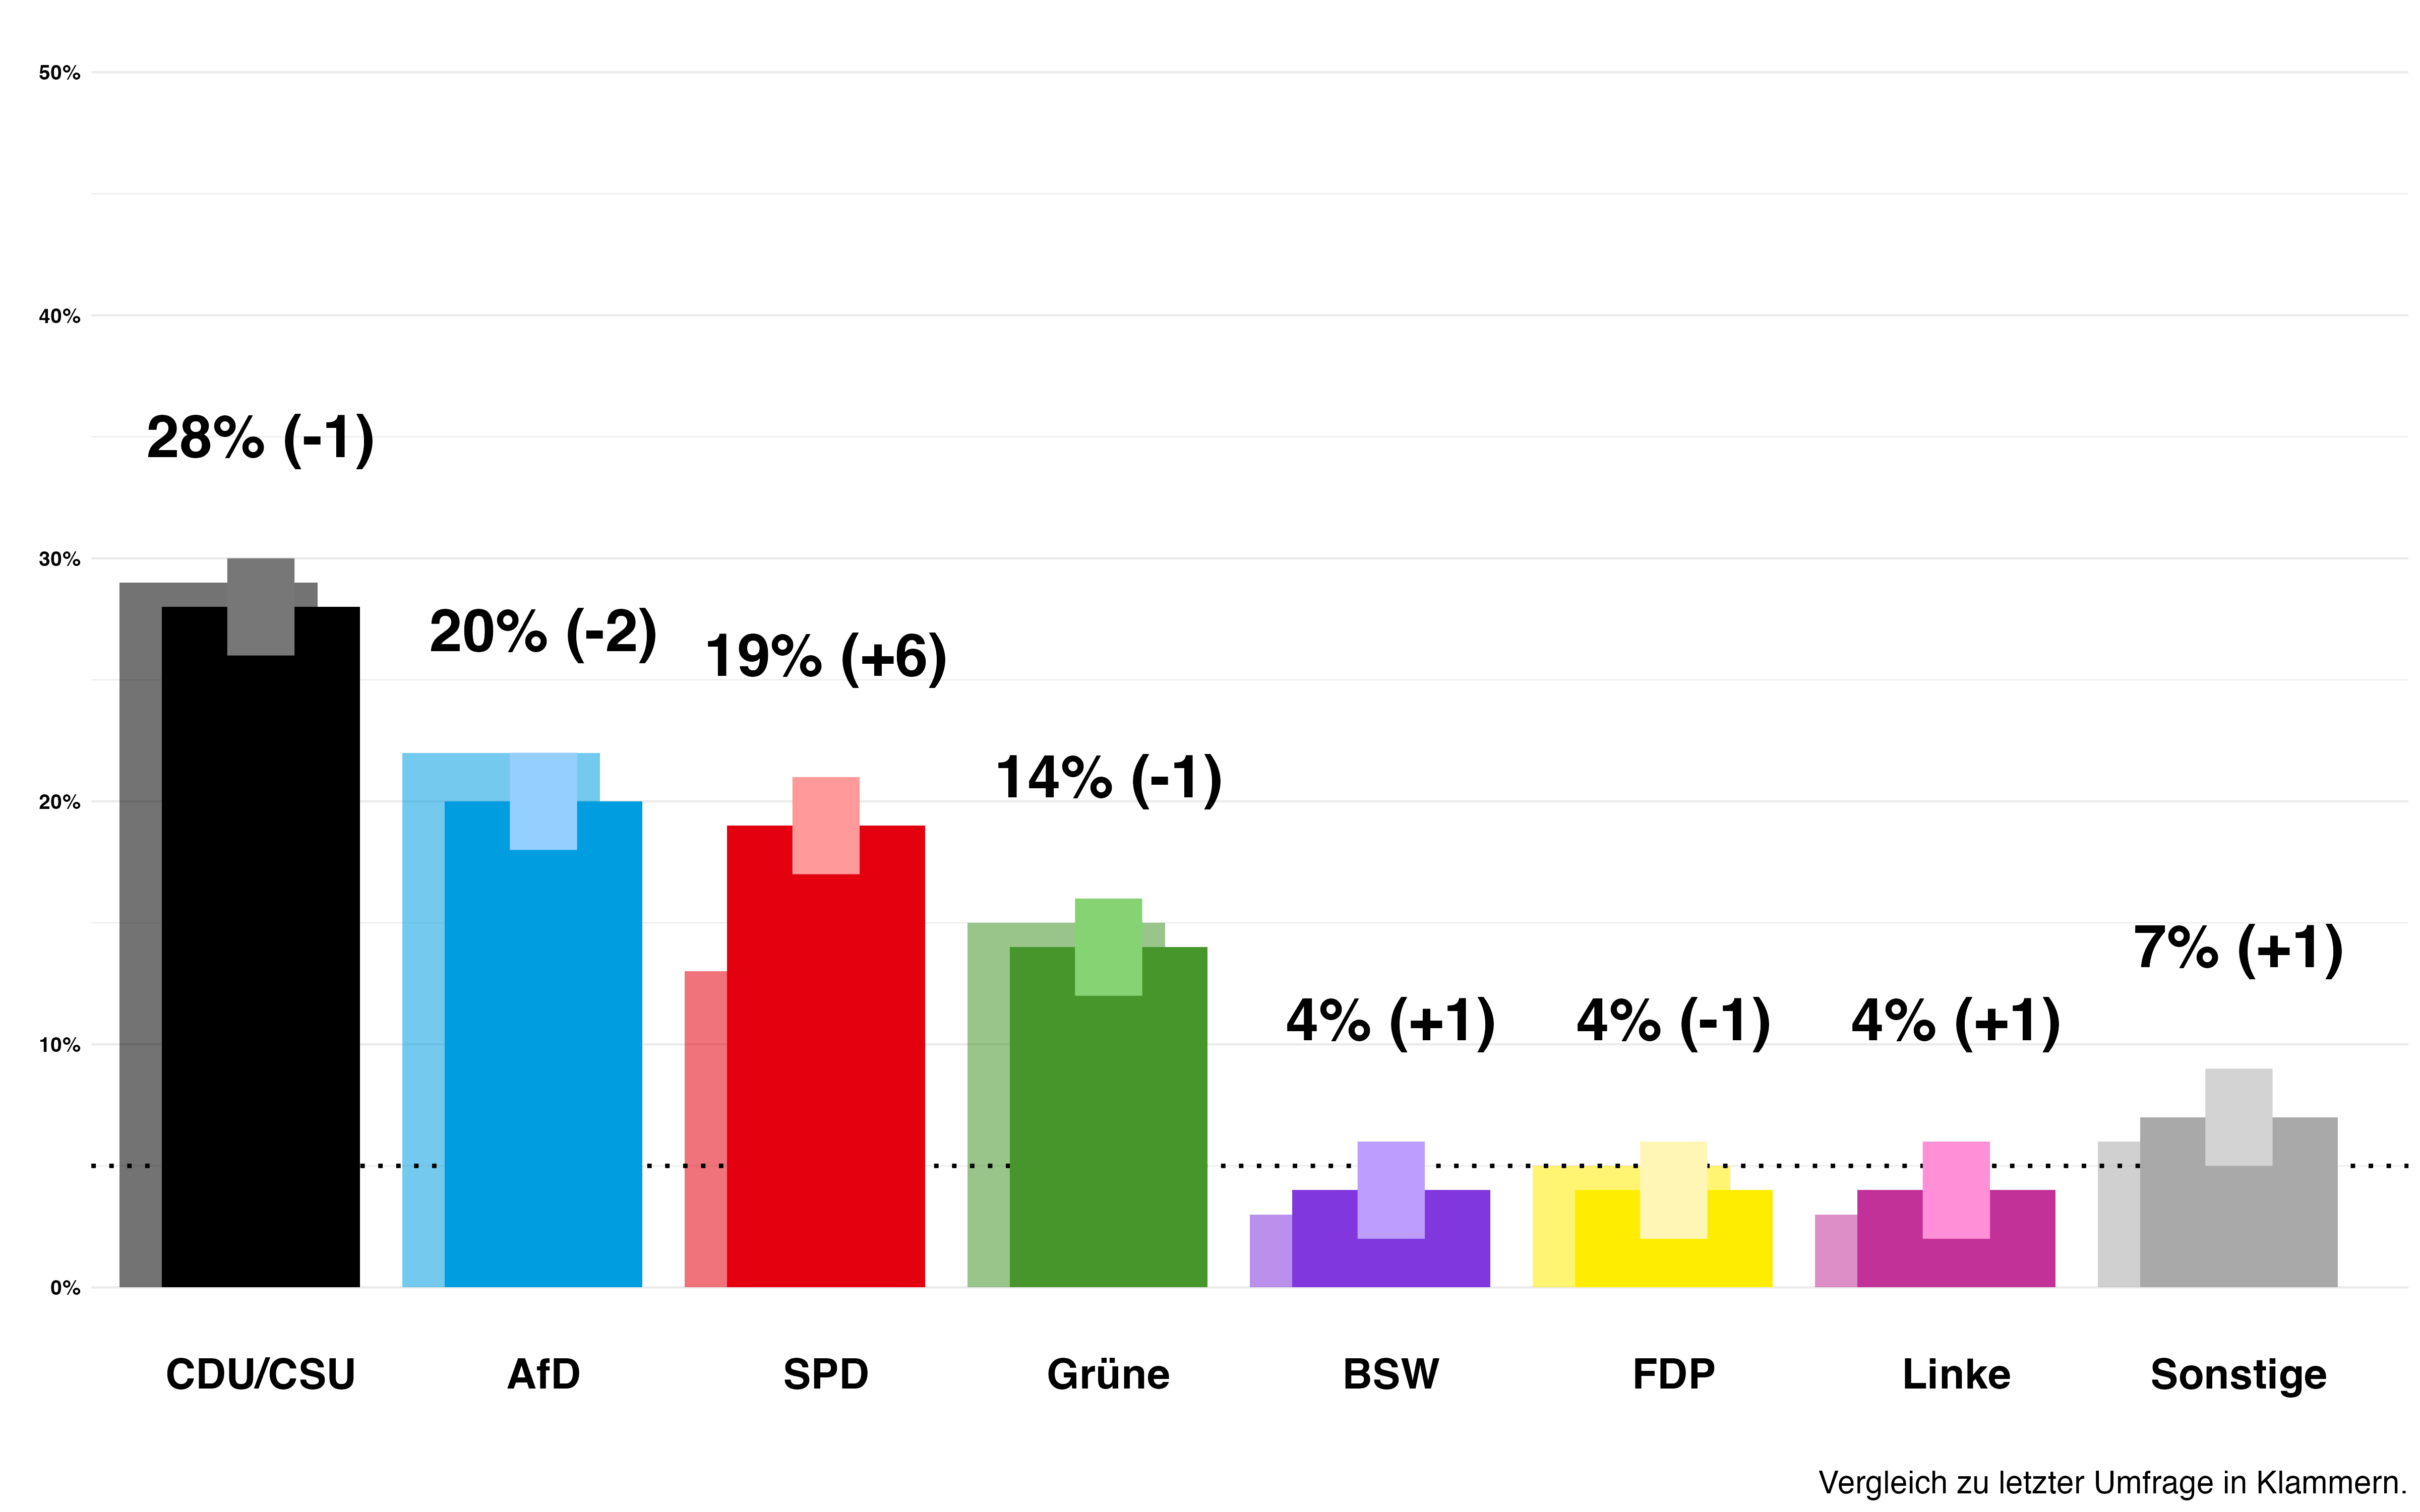 50%
40%
30%
20%
10%
0%
28% (-1)
20% (-2)
19% (+6)
14% (-1)
4% (+1)
4% (-1)
4% (+1)
7% (+1)
CDU/CSU
AfD
SPD
Grüne
BSW
FDP
Linke
Sonstige
Vergleich zu letzter Umfrage in Klammern.